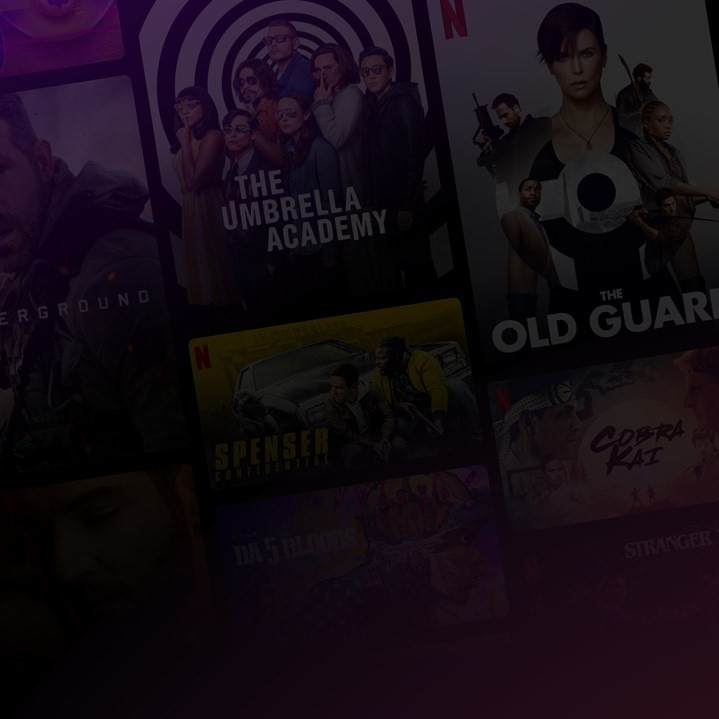 N
THE
UMBRELLA
ACADEMY
THE
OLD GUAR
ERGROUND
N
SPENSER
CONFIDENTIAL
COBRA
KAI
DA 5 BLOODS
STRANGER